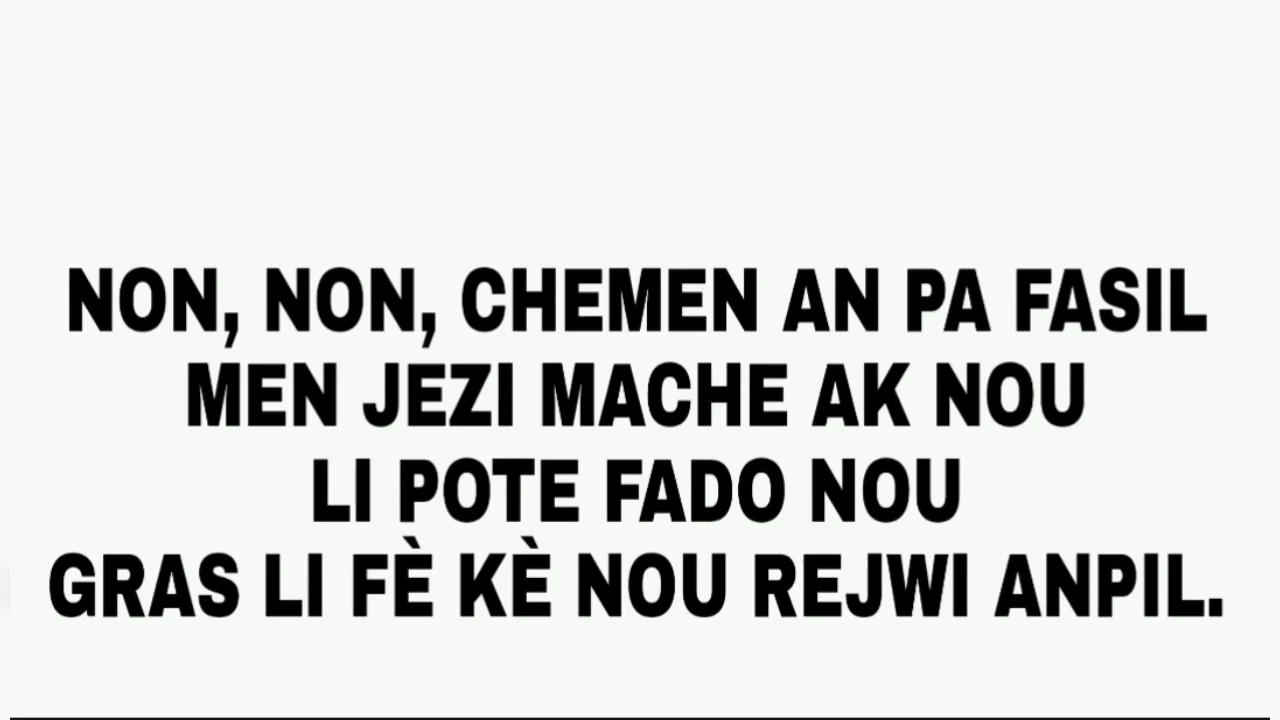 NON, NON, CHEMEN AN PA FASIL
MEN JEZI MACHE AK NOU
LI POTE FADO NOU
GRAS LI FÈ KÈ NOU REJWI ANPIL.